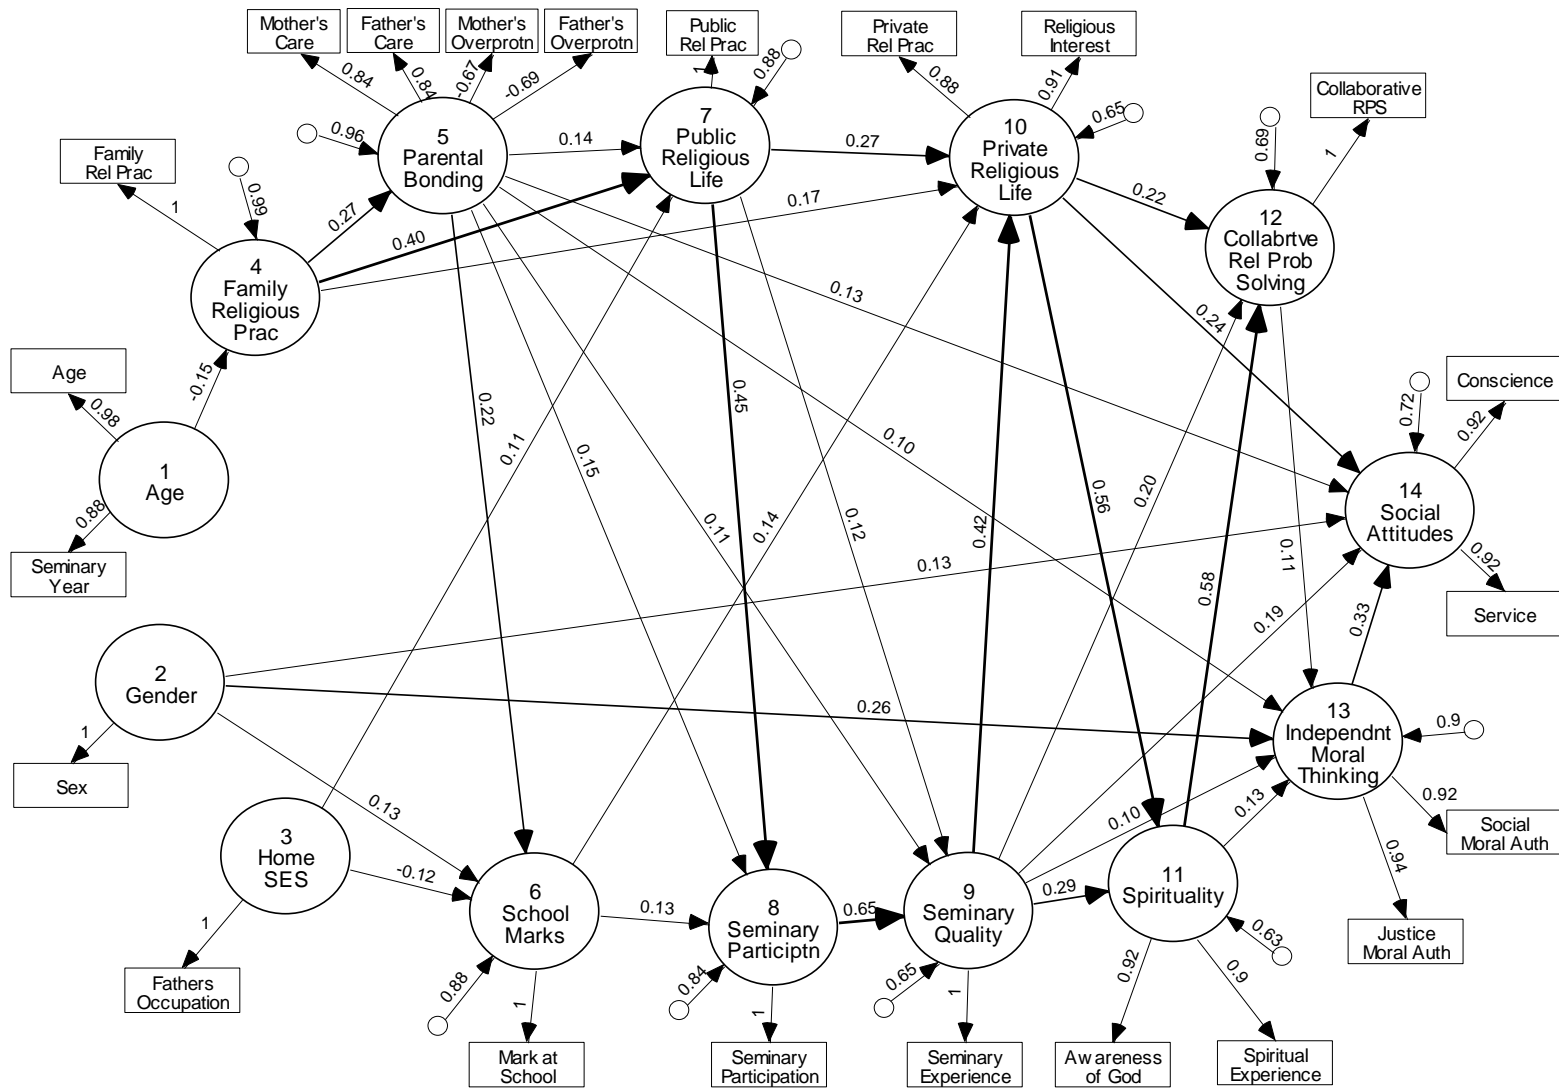 Mother's
Care
Father's
Care
Mother's
Overprotn
Father's
Overprotn
Public
Rel Prac
Private
Rel Prac
Religious
Interest
Collaborative
RPS
0.84
0.84
-0.67
-0.69
1
0.88
0.88
0.91
0.65
0.69
1
5
Parental
Bonding
0.96
7
Public
Religious
Life
10
Private
Religious
Life
12
Collabrtve
Rel Prob
Solving
0.14
0.27
0.22
Family
Rel Prac
1
0.99
0.27
0.40
0.17
4
Family
Religious
Prac
0.13
0.24
Age
0.98
-0.15
1
Age
0.88
Seminary
Year
0.22
0.11
0.15
0.45
0.11
0.14
0.12
0.10
0.42
0.20
0.56
0.58
0.11
0.13
0.19
0.33
0.72
0.92
Conscience
14
Social
Attitudes
0.92
Service
2
Gender
1
Sex
0.26
0.13
13
Independnt
Moral
Thinking
0.9
0.92
Social
Moral Auth
0.94
Justice
Moral Auth
3
Home
SES
-0.12
1
Fathers
Occupation
6
School
Marks
0.13
0.88
1
Mark at
School
8
Seminary
Participtn
0.65
0.84
1
Seminary
Participation
9
Seminary
Quality
0.29
0.10
0.13
0.65
1
Seminary
Experience
11
Spirituality
0.63
0.92
0.9
Awareness
of God
Spiritual
Experience